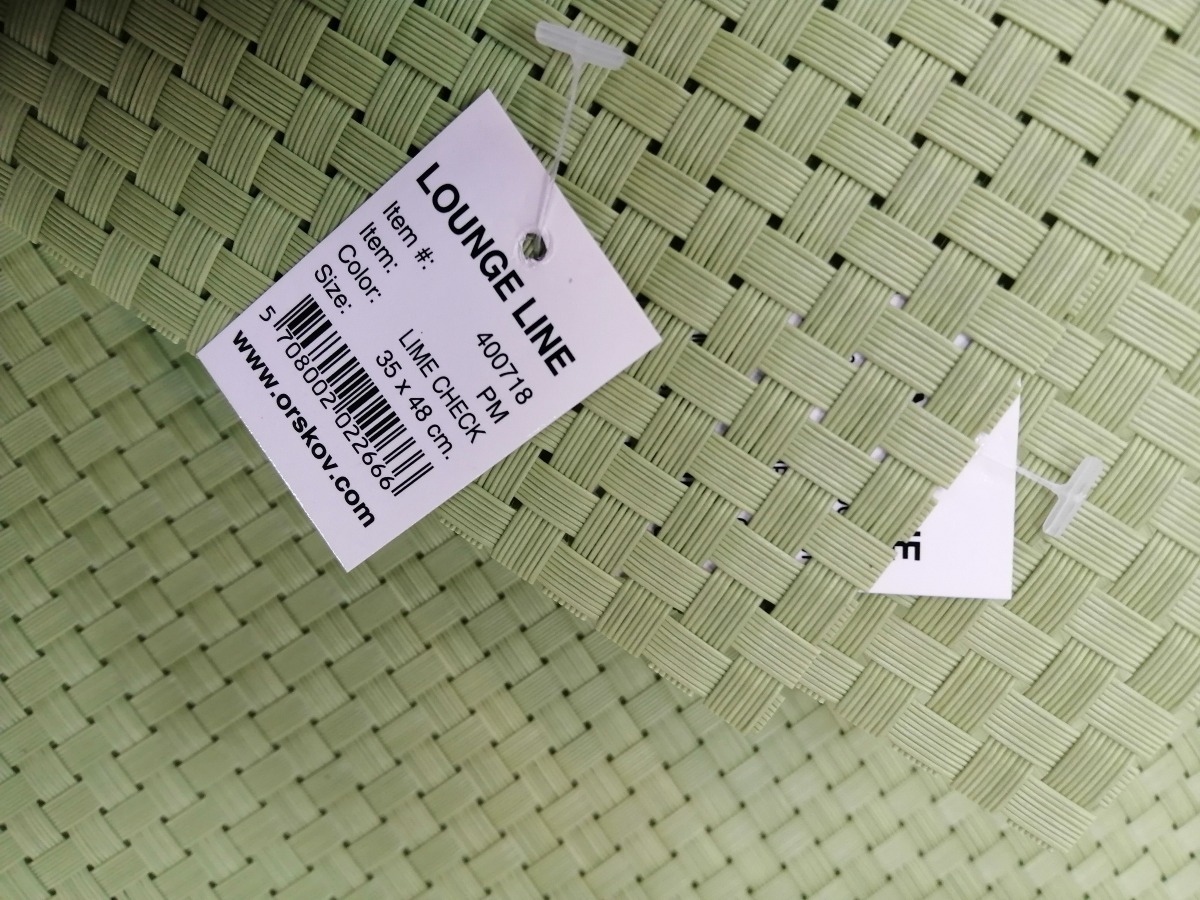 LOUNGE LINE
Item #: 400718
Item: PM
Color: LiME CHECK
Size: 35 x 48 cm.
5 708002 022666
www.orskov.com
E